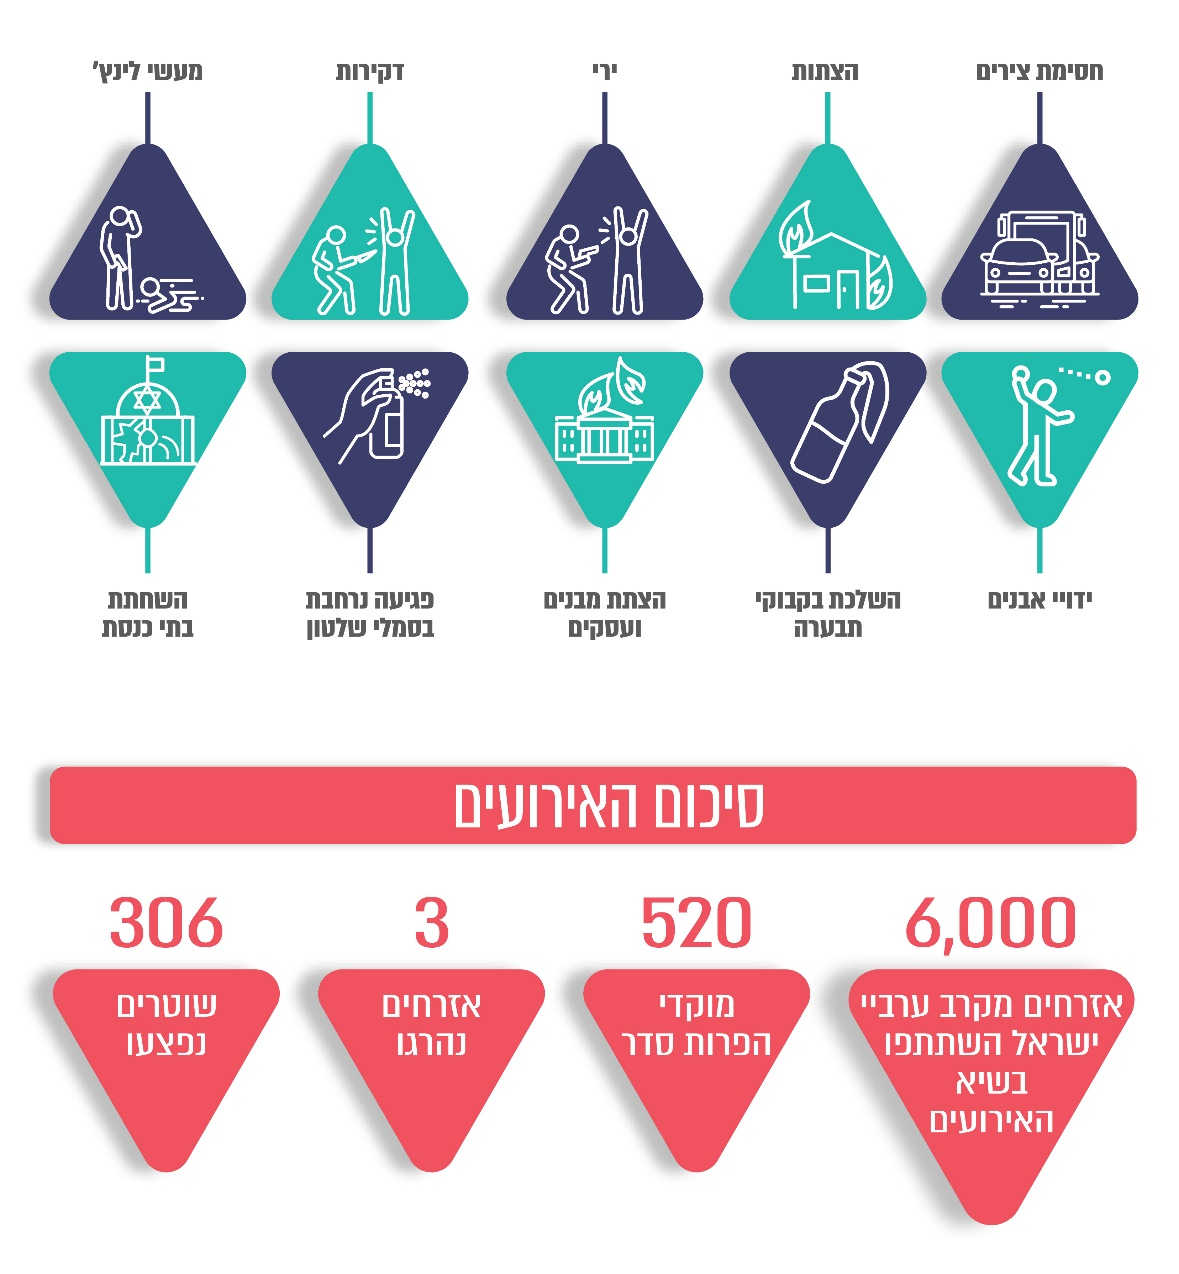 חסימת צירים
הצתות
ירי
דקירות
מעשי לינץ'
ידויי אבנים
השלכת בקבוקי
תבערה
הצתת מבנים
ועסקים
פגיעה נרחבת
בסמלי שלטון
השחתת
בתי כנסת
סיכום האירועים
6,000
אזרחים מקרב ערביי
ישראל השתתפו
בשיא
האירועים
520
מוקדי
הפרות סדר
3
אזרחים
נהרגו
306
שוטרים
נפצעו